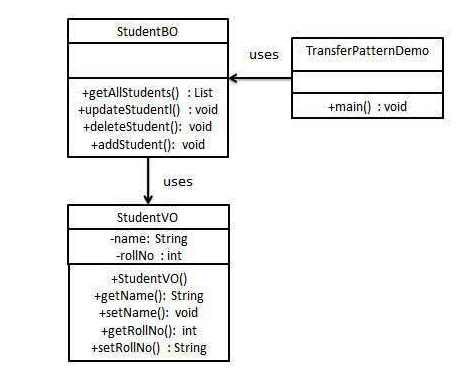 StudentBO
+getAllStudents() : List
+updateStudentl() : void
+deleteStudent(): void
+addStudent(): void
uses
TransferPatternDemo
+main() : void
uses
StudentVO
-name: String
-rollNo : int
+StudentVO()
+getName(): String
+setName(): void
+getRollNo(): int
+setRollNo() : String